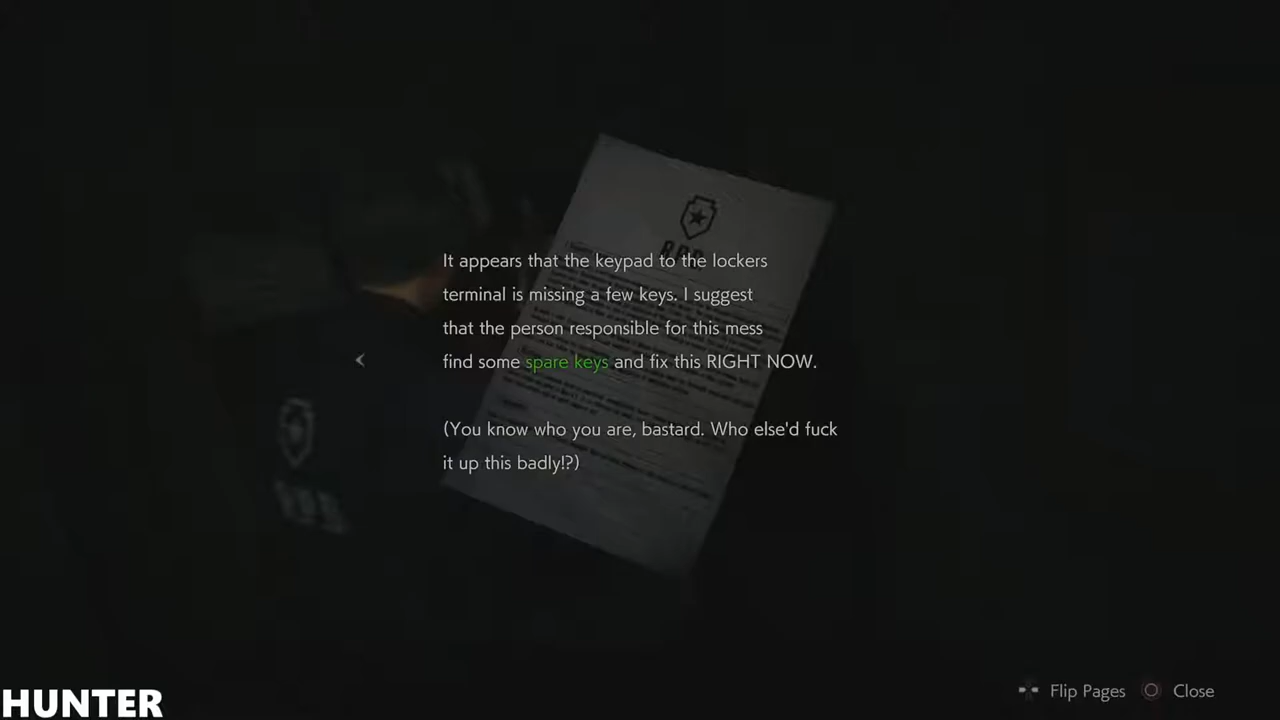 It appears that the keypad to the lockers
terminal is missing a few keys. I suggest
that the person responsible for this mess
find some spare keys and fix this RIGHT NOW.
(You know who you are, bastard. Who else'd fuck
it up this badly!?)
Flip Pages
Close
HUNTER